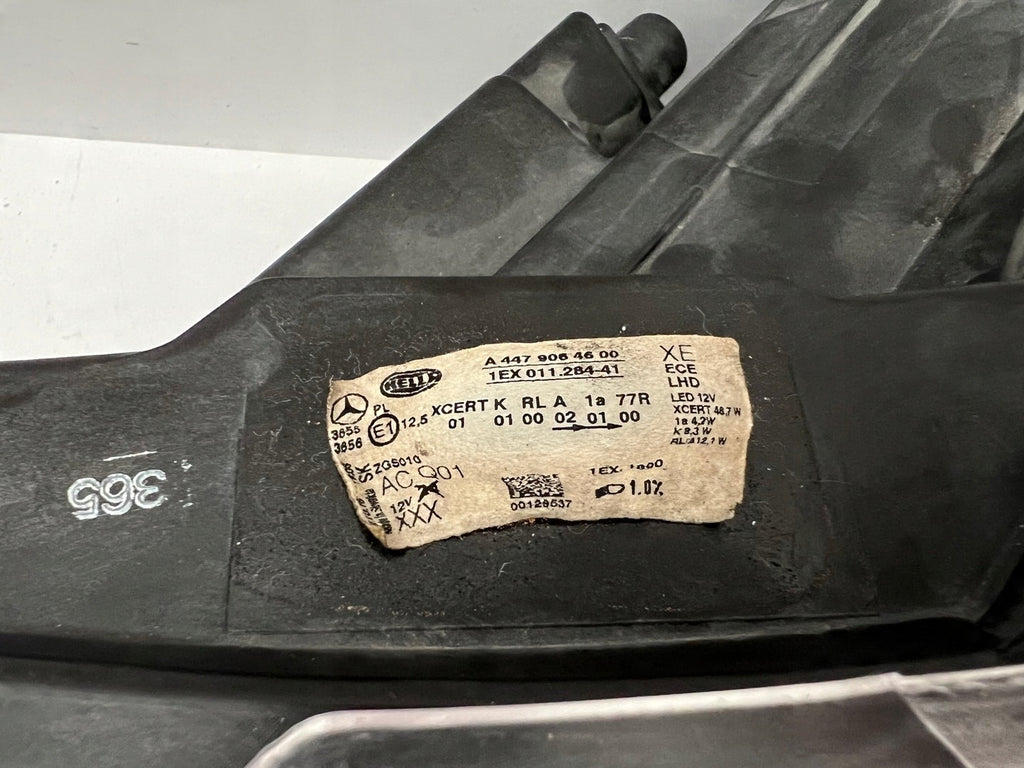 A 447 906 46 00
1EX 011.284-41
HELLA
XE
ECE
LHD
LED 12V
XCERT 48,7 W
1a 4,2W
K 8,3 W
RL/A 12,1 W
PL
3655
3656
E1
12,5
XCERT K RL A 1a 77R
01 01 00 02 01 00
SK
ZGS010
AC Q01
12V
XXX
1.0%
365